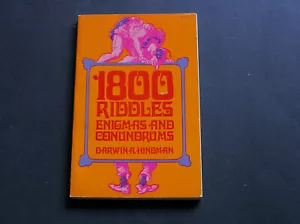 1800
RIDDLES
ENIGMAS AND
CONUNDRUMS
DARWIN A. HINDMAN